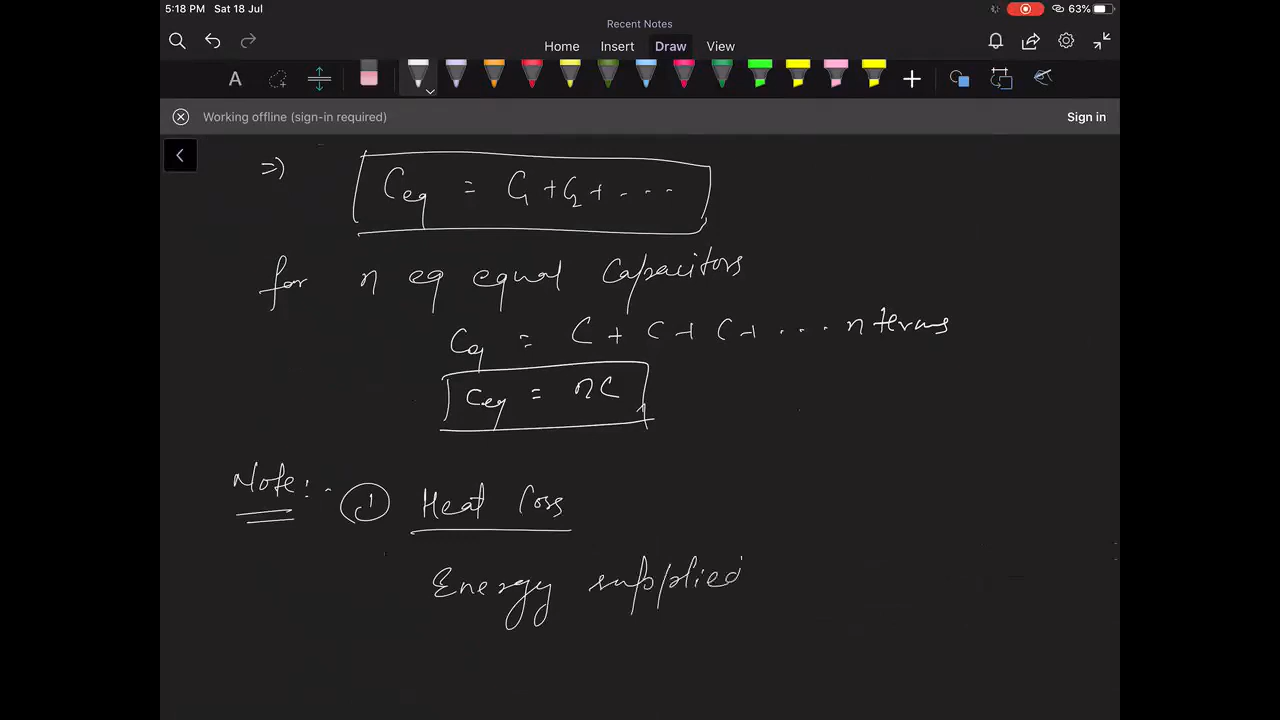 5:18 PM Sat 18 Jul
63%
Recent Notes
Home Insert Draw View
A
Working offline (sign-in required)
Sign in
=) Ceq = C1 + C2 + ....
for n eq equal capacitors
Ceq = C + C + C + .... n terms
Ceq = nC
Note:- ① Heat Loss
Energy supplied